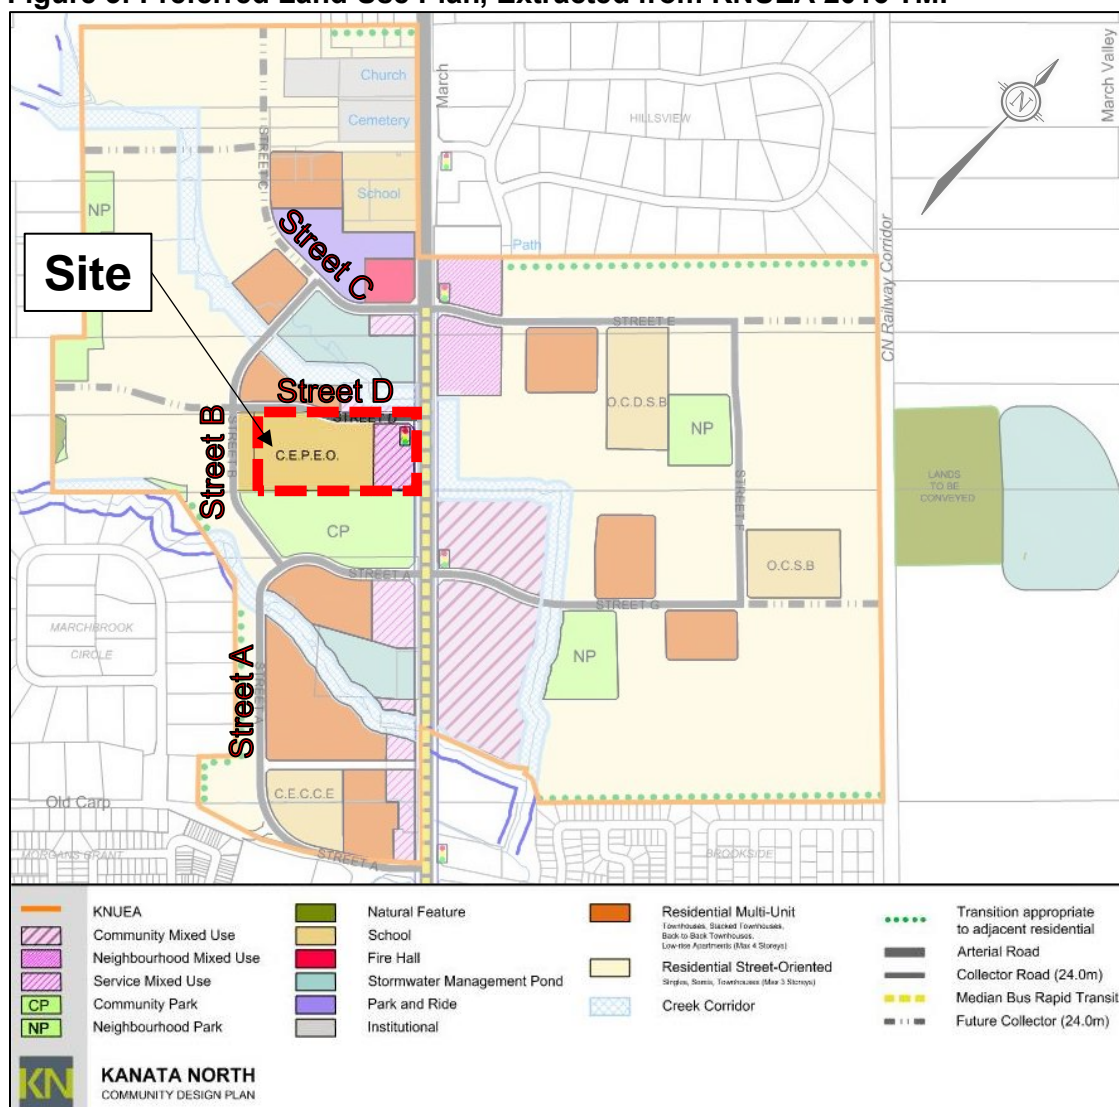 Figure 3: Preferred Land Use Plan, Extracted from KNUEA 2016 TM.
March
March Valley
Church
Cemetery
HILLSVIEW
N
STREET C
School
NP
Street C
Path
Site
CN Railway Corridor
STREET E
O.C.D.S.B
NP
Street D
STREET D
Street B
STREET B
C.E.P.E.O.
LANDS
TO BE
CONVEYED
STREET F
CP
O.C.S.B
STREET A
STREET G
MARCHBROOK
CIRCLE
NP
Street A
STREET A
C.E.C.C.E
Old Carp
MORGANS GRANT
STREET A
BROOKSIDE
KNUEA
Community Mixed Use
Neighbourhood Mixed Use
Service Mixed Use
CP Community Park
NP Neighbourhood Park
Natural Feature
School
Fire Hall
Stormwater Management Pond
Park and Ride
Institutional
Residential Multi-Unit
Townhouses, Stacked Townhouses,
Back to Back Townhouses,
Low-rise Apartments (Max 4 Storeys)
Residential Street-Oriented
Singles, Semis, Townhouses (Max 3 Storeys)
Creek Corridor
Transition appropriate
to adjacent residential
Arterial Road
Collector Road (24.0m)
Median Bus Rapid Transit
Future Collector (24.0m)
KN
KANATA NORTH
COMMUNITY DESIGN PLAN